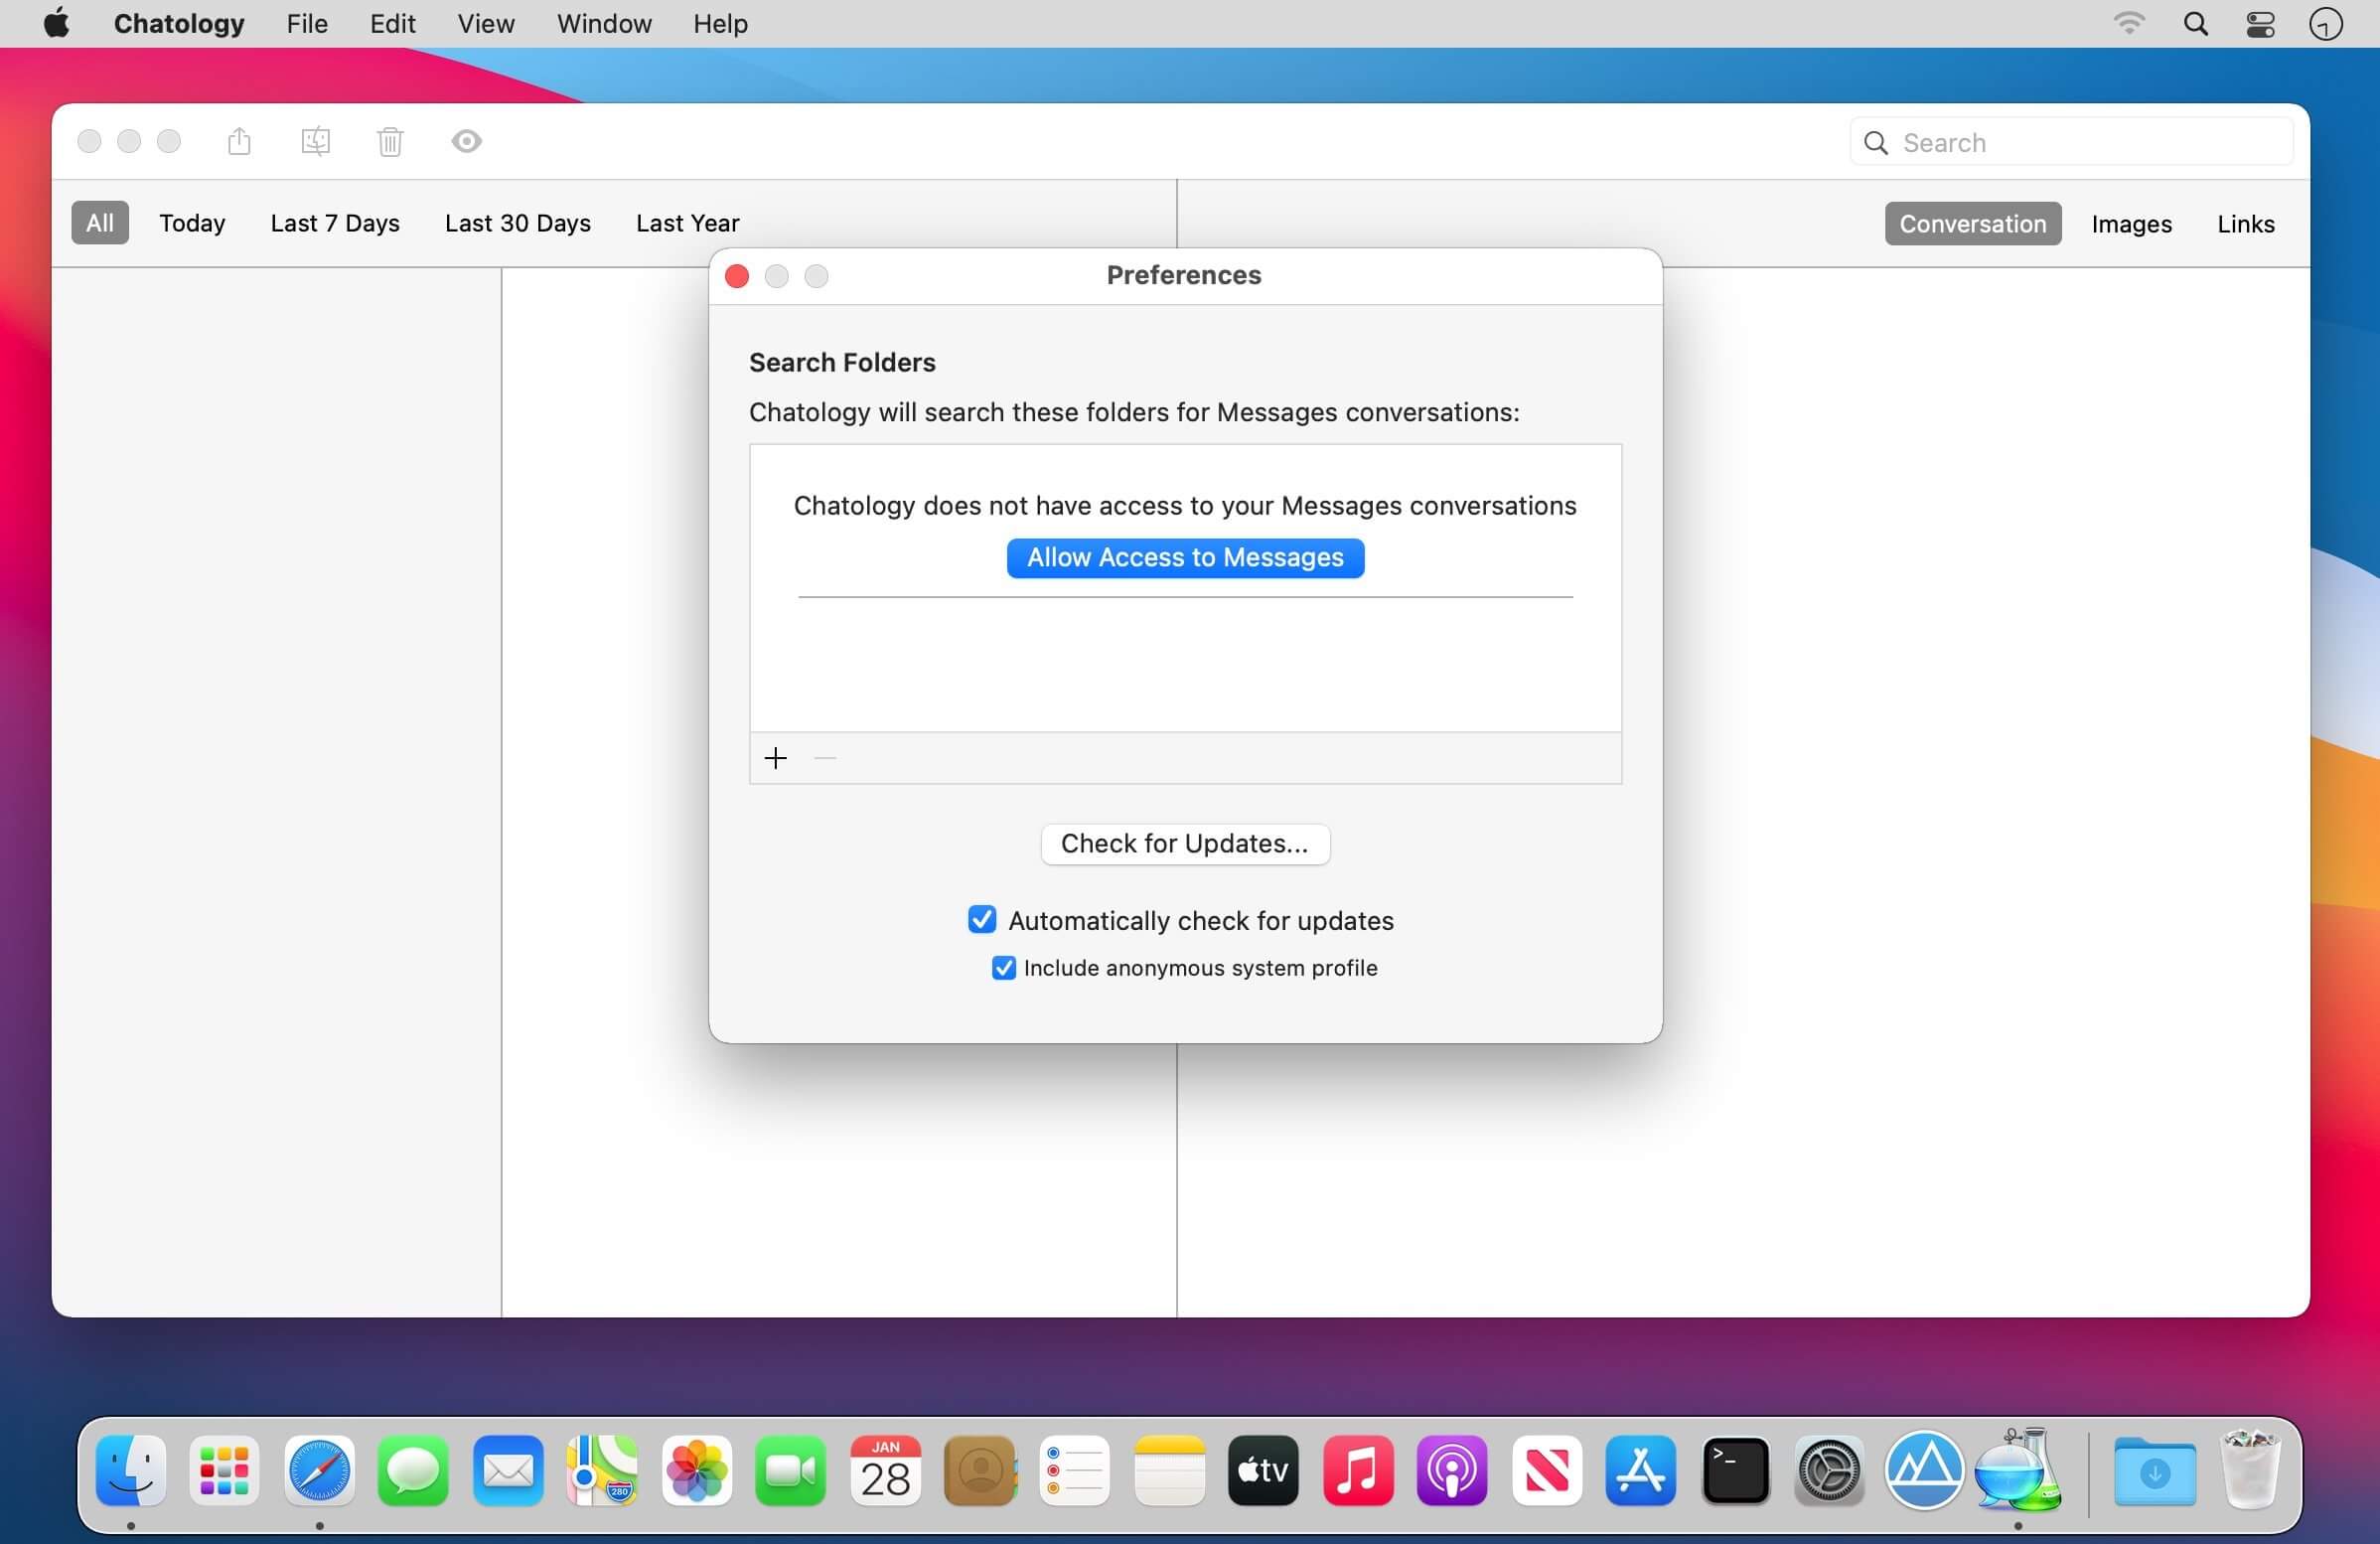 Chatology File Edit View Window Help
Search
All Today Last 7 Days Last 30 Days Last Year
Conversation Images Links
Preferences
Search Folders
Chatology will search these folders for Messages conversations:
Chatology does not have access to your Messages conversations
Allow Access to Messages
Check for Updates...
Automatically check for updates
Include anonymous system profile
JAN
28
280
tv
>_